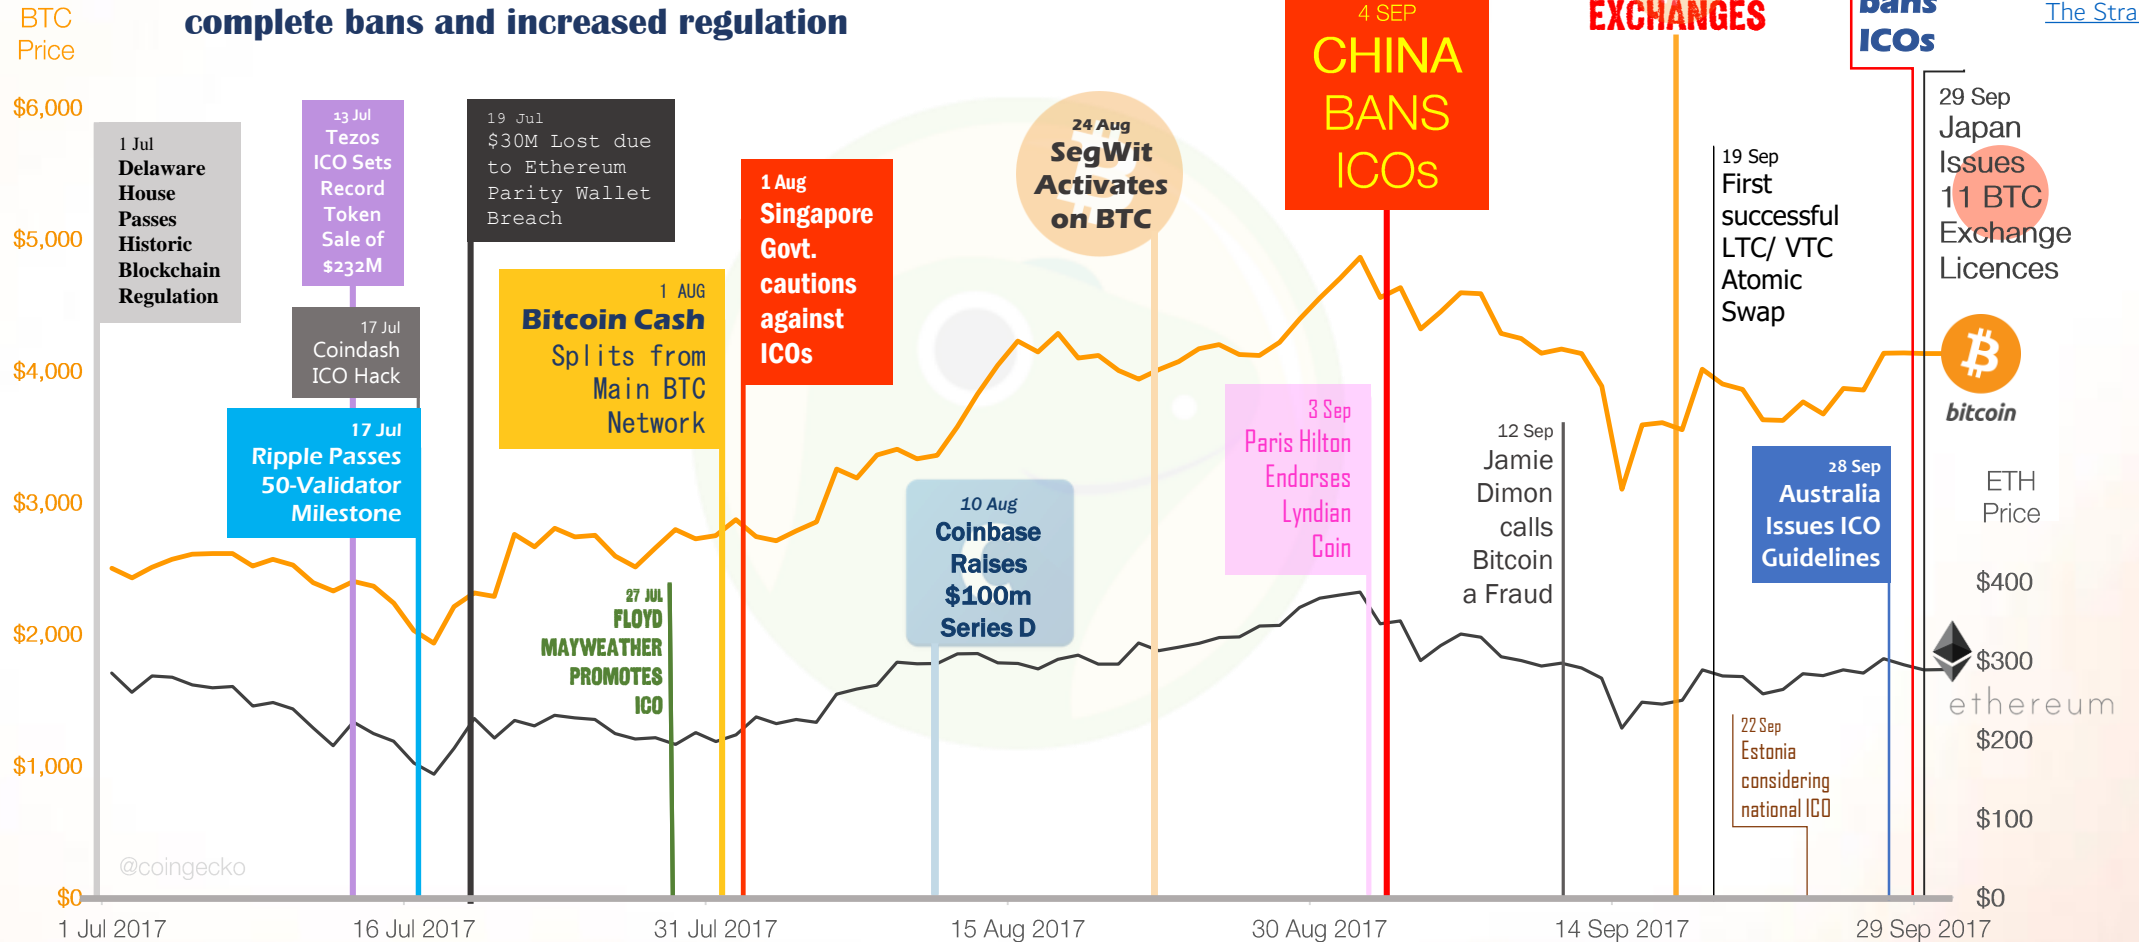 complete bans and increased regulation
BTC
Price
$6,000
$5,000
$4,000
$3,000
$2,000
$1,000
$0
1 Jul
Delaware
House
Passes
Historic
Blockchain
Regulation
13 Jul
Tezos
ICO Sets
Record
Token
Sale of
$232M
17 Jul
Coindash
ICO Hack
17 Jul
Ripple Passes
50-Validator
Milestone
19 Jul
$30M Lost due
to Ethereum
Parity Wallet
Breach
27 JUL
FLOYD
MAYWEATHER
PROMOTES
ICO
1 AUG
Bitcoin Cash
Splits from
Main BTC
Network
1 Aug
Singapore
Govt.
cautions
against
ICOs
10 Aug
Coinbase
Raises
$100m
Series D
24 Aug
SegWit
Activates
on BTC
3 Sep
Paris Hilton
Endorses
Lyndian
Coin
4 SEP
CHINA
BANS
ICOs
12 Sep
Jamie
Dimon
calls
Bitcoin
a Fraud
EXCHANGES
19 Sep
First
successful
LTC/ VTC
Atomic
Swap
22 Sep
Estonia
considering
national ICO
28 Sep
Australia
Issues ICO
Guidelines
bans
ICOs
29 Sep
Japan
Issues
11 BTC
Exchange
Licences
The Stra
bitcoin
ETH
Price
$400
$300
ethereum
$200
$100
$0
@coingecko
1 Jul 2017
16 Jul 2017
31 Jul 2017
15 Aug 2017
30 Aug 2017
14 Sep 2017
29 Sep 2017